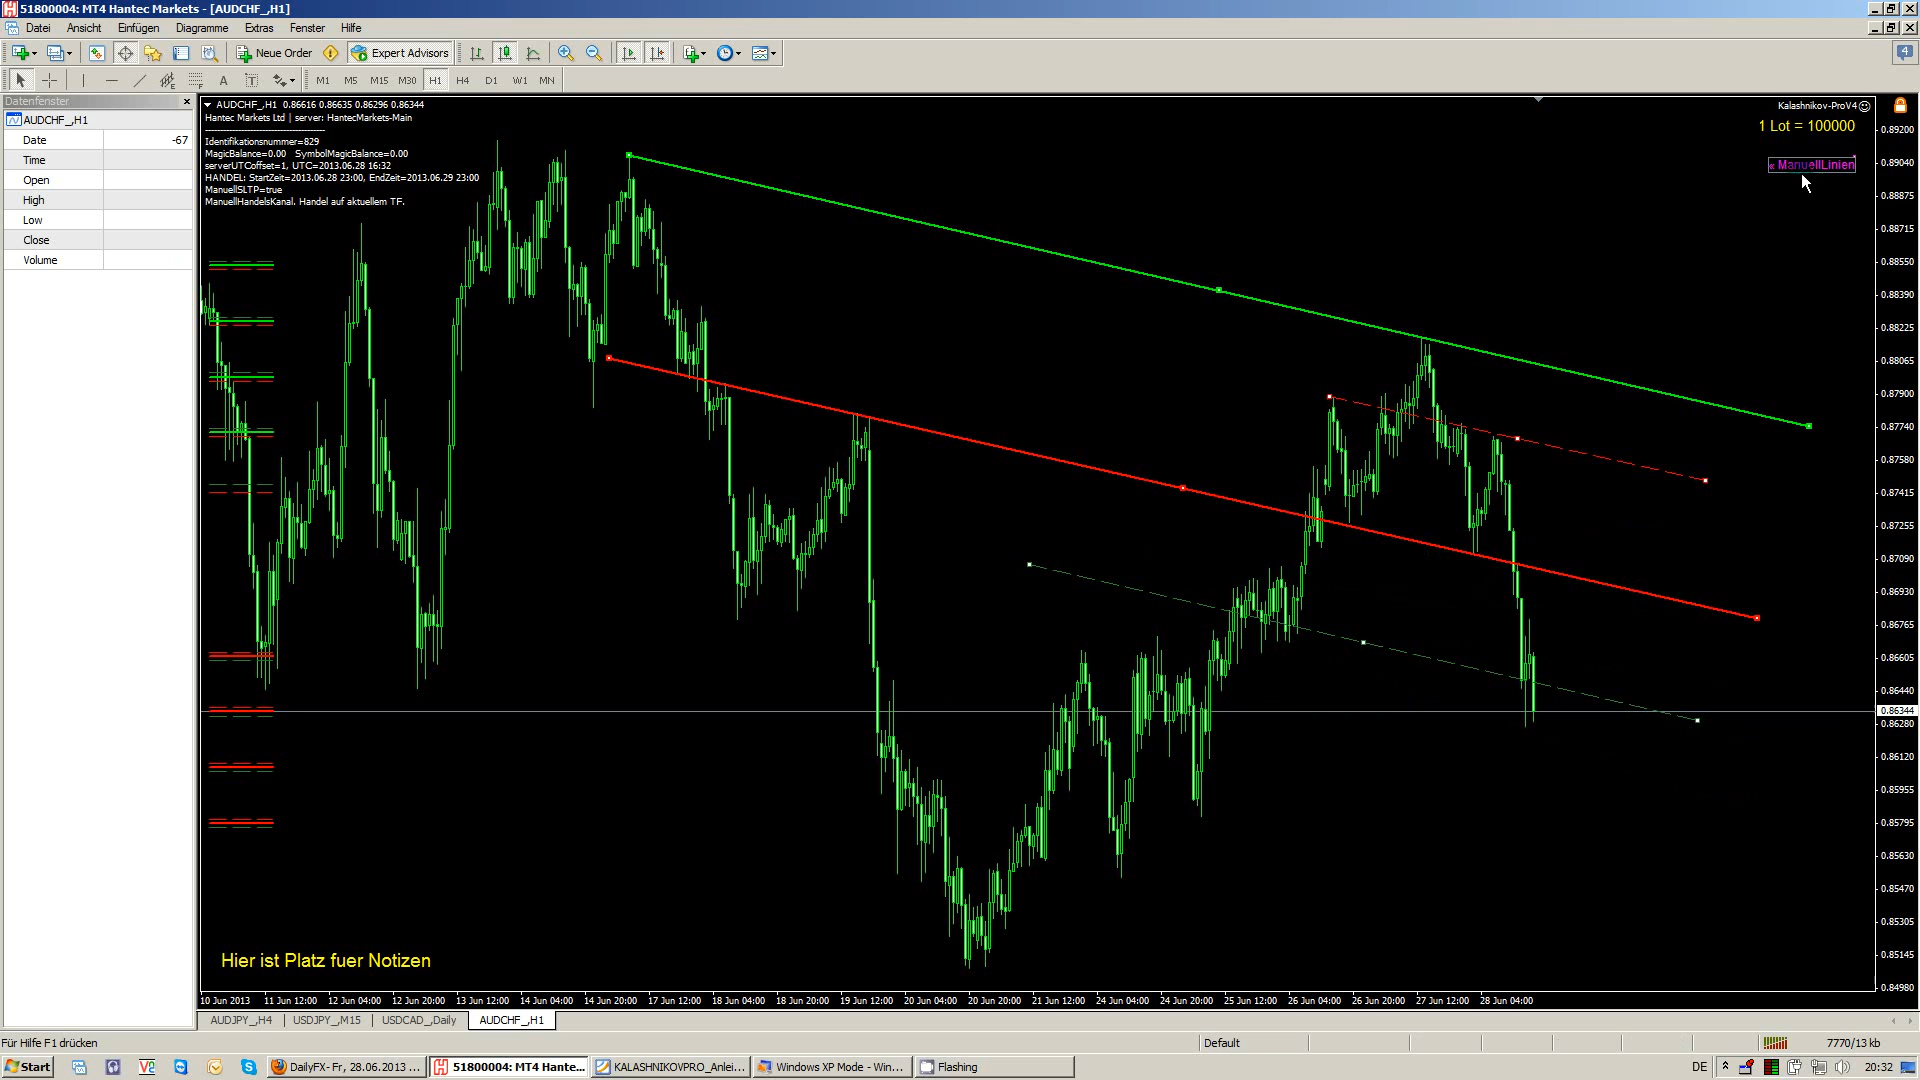 51800004: MT4 Hantec Markets - [AUDCHF_,H1]
Datei Ansicht Einfügen Diagramme Extras Fenster Hilfe
Neue Order Expert Advisors 4
A T M1 M5 M15 M30 H1 H4 D1 W1 MN
Datenfenster
AUDCHF_,H1
Date -67
Time
Open
High
Low
Close
Volume
AUDCHF_,H1 0.86616 0.86635 0.86296 0.86344
Hantec Markets Ltd | server: HantecMarkets-Main
Identifikationsnummer=829
MagicBalance=0.00 SymbolMagicBalance=0.00
serverUTCoffset=1, UTC=2013.06.28 16:32
HANDEL: StartZeit=2013.06.28 23:00, EndZeit=2013.06.29 23:00
ManuellSLTP=true
ManuellHandelsKanal. Handel auf aktuellem TF.
Kalashnikov-ProV4
1 Lot = 100000
« ManuellLinien
0.89200
0.89040
0.88875
0.88715
0.88550
0.88390
0.88225
0.88065
0.87900
0.87740
0.87580
0.87415
0.87255
0.87090
0.86930
0.86765
0.86605
0.86440
0.86344
0.86280
0.86120
0.85955
0.85795
0.85630
0.85470
0.85305
0.85145
0.84980
Hier ist Platz fuer Notizen
10 Jun 2013 11 Jun 12:00 12 Jun 04:00 12 Jun 20:00 13 Jun 12:00 14 Jun 04:00 14 Jun 20:00 17 Jun 12:00 18 Jun 04:00 18 Jun 20:00 19 Jun 12:00 20 Jun 04:00 20 Jun 20:00 21 Jun 12:00 24 Jun 04:00 24 Jun 20:00 25 Jun 12:00 26 Jun 04:00 26 Jun 20:00 27 Jun 12:00 28 Jun 04:00
AUDJPY_,H4 USDJPY_,M15 USDCAD_,Daily AUDCHF_,H1
Für Hilfe F1 drücken Default 7770/13 kb
Start DailyFX- Fr, 28.06.2013 ... 51800004: MT4 Hante... KALASHNIKOVPRO_Anlei... Windows XP Mode - Win... Flashing DE 20:32